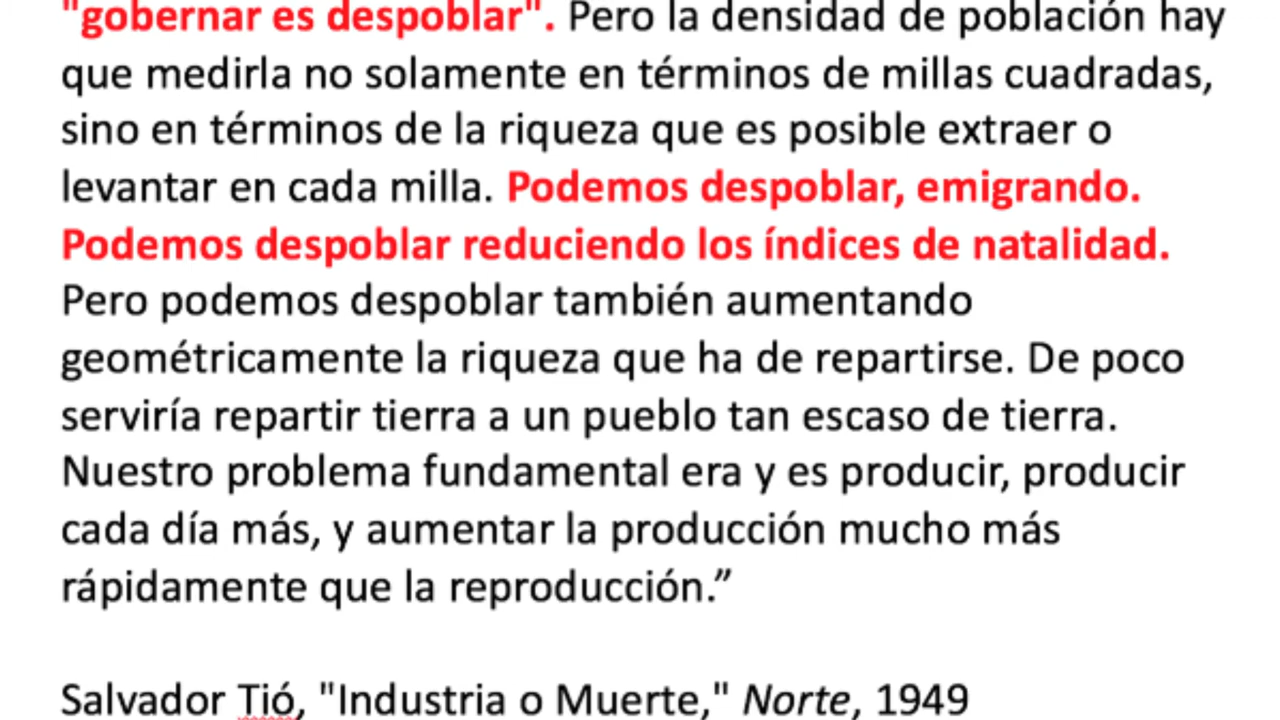 "gobernar es despoblar". Pero la densidad de población hay
que medirla no solamente en términos de millas cuadradas,
sino en términos de la riqueza que es posible extraer o
levantar en cada milla. Podemos despoblar, emigrando.
Podemos despoblar reduciendo los índices de natalidad.
Pero podemos despoblar también aumentando
geométricamente la riqueza que ha de repartirse. De poco
serviría repartir tierra a un pueblo tan escaso de tierra.
Nuestro problema fundamental era y es producir, producir
cada día más, y aumentar la producción mucho más
rápidamente que la reproducción.”
Salvador Tió, "Industria o Muerte," Norte, 1949